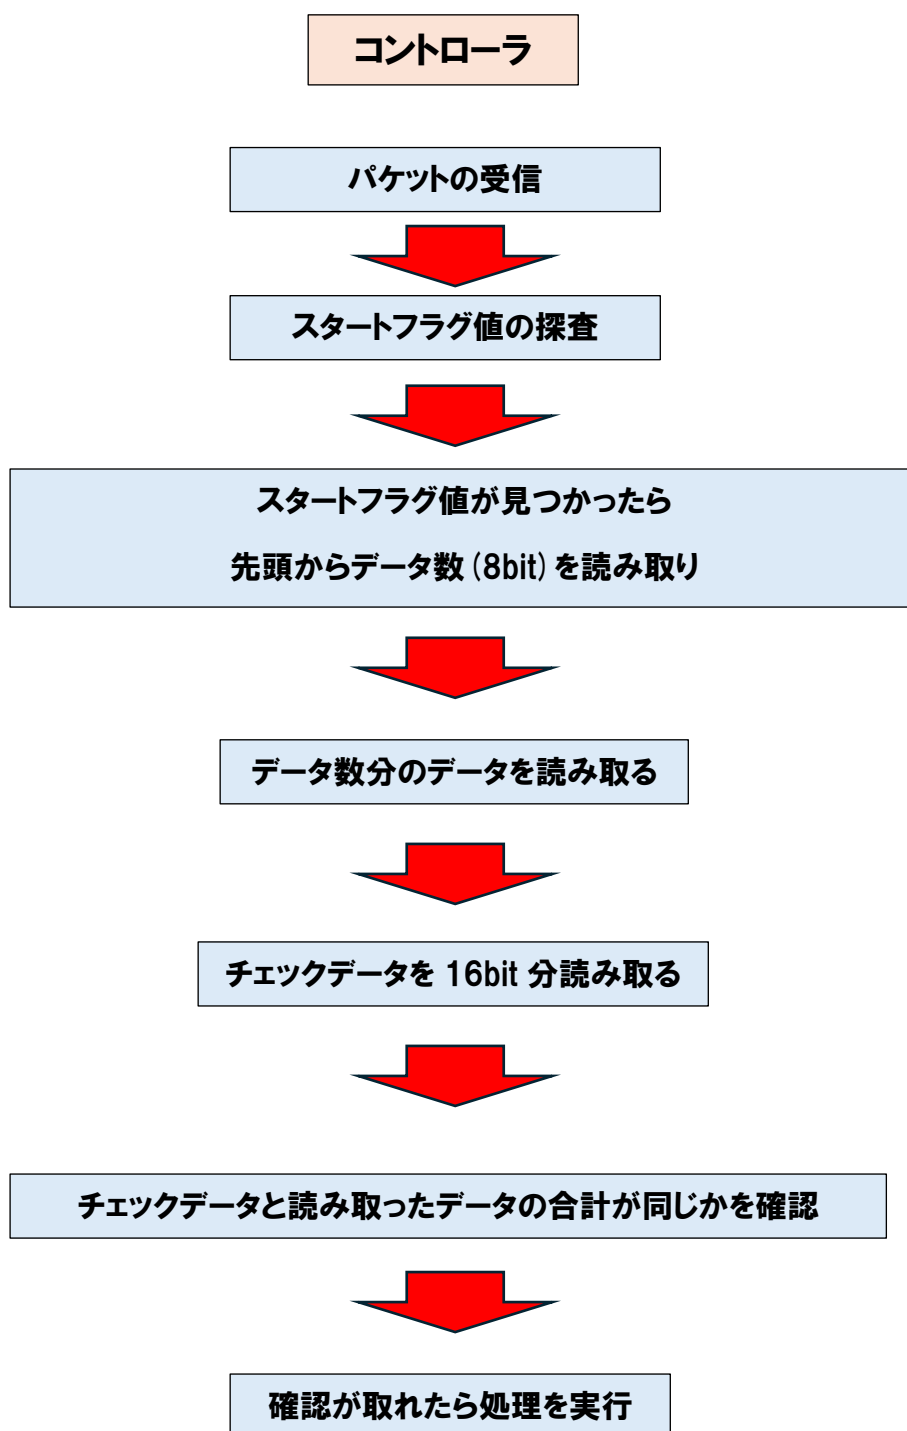 コントローラ
パケットの受信
スタートフラグ値の探査
スタートフラグ値が見つかったら
先頭からデータ数(8bit)を読み取り
データ数分のデータを読み取る
チェックデータを 16bit 分読み取る
チェックデータと読み取ったデータの合計が同じかを確認
確認が取れたら処理を実行